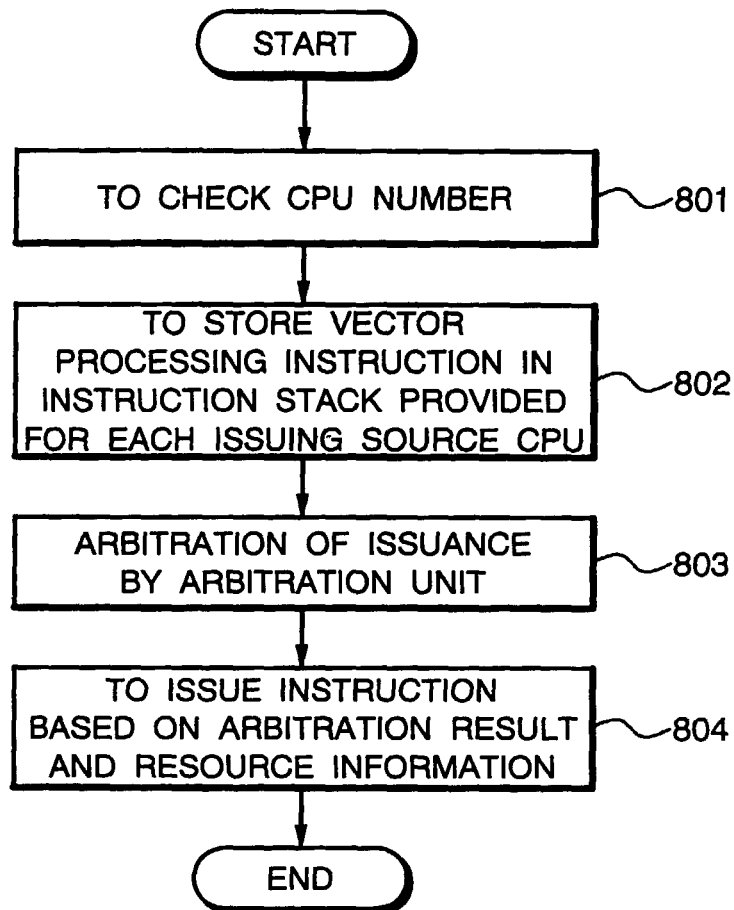 START
TO CHECK CPU NUMBER
801
TO STORE VECTOR
PROCESSING INSTRUCTION IN
INSTRUCTION STACK PROVIDED
FOR EACH ISSUING SOURCE CPU
802
ARBITRATION OF ISSUANCE
BY ARBITRATION UNIT
803
TO ISSUE INSTRUCTION
BASED ON ARBITRATION RESULT
AND RESOURCE INFORMATION
804
END